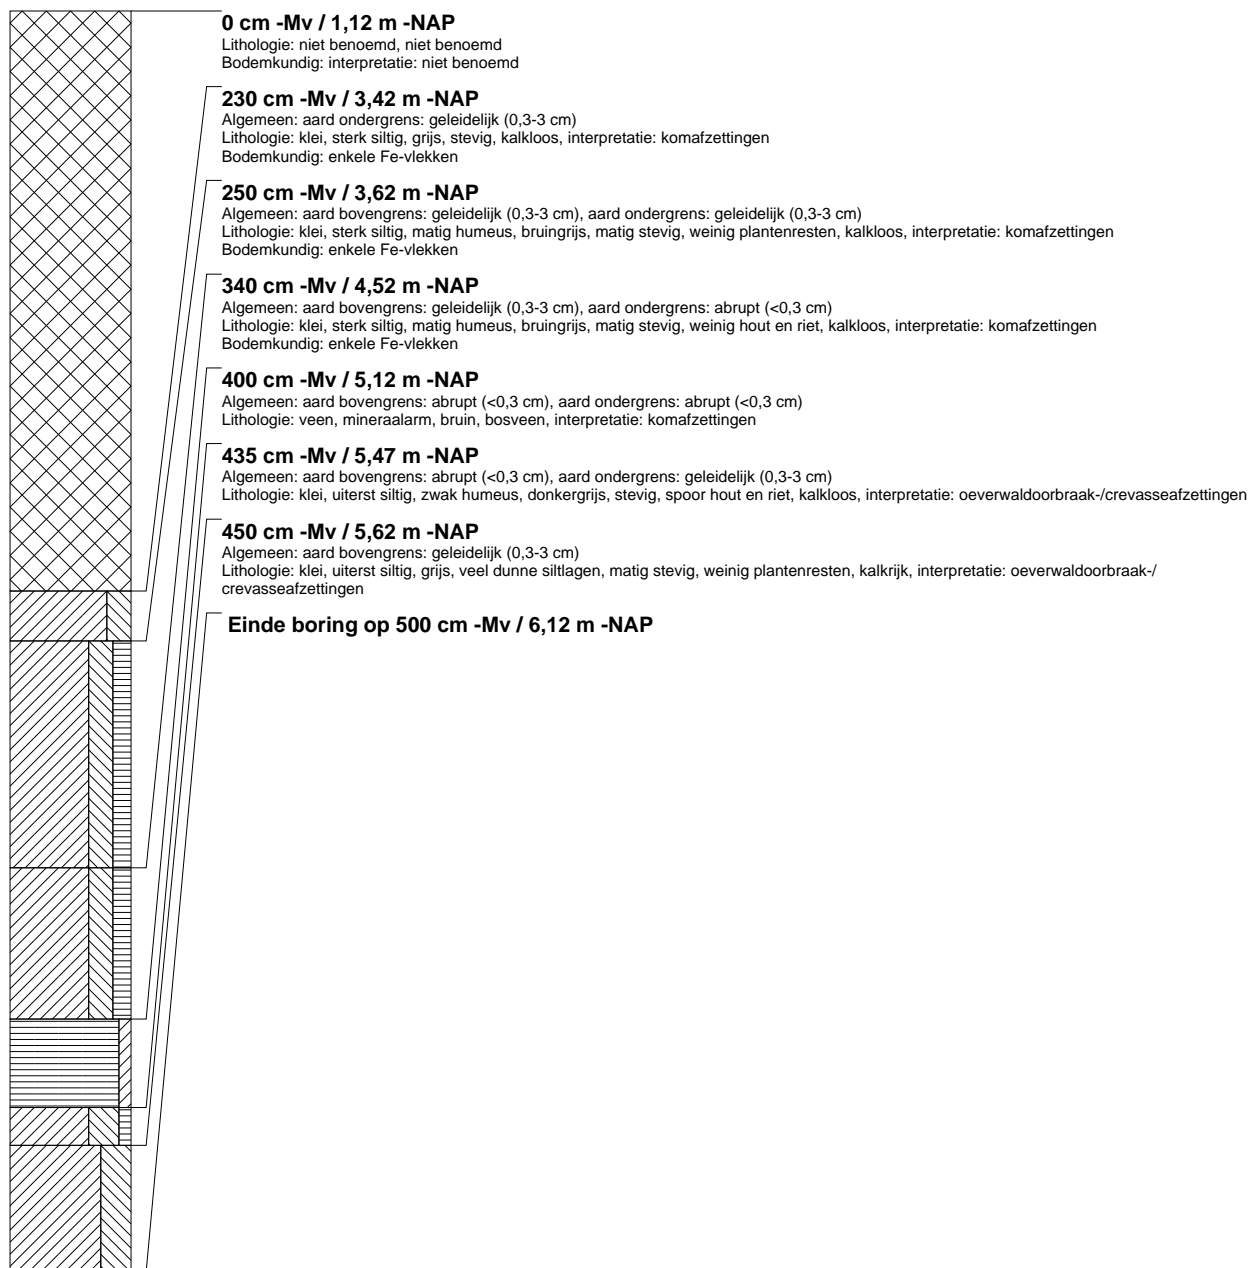 0 cm -Mv / 1,12 m -NAP
Lithologie: niet benoemd, niet benoemd
Bodemkundig: interpretatie: niet benoemd
230 cm -Mv / 3,42 m -NAP
Algemeen: aard ondergrens: geleidelijk (0,3-3 cm)
Lithologie: klei, sterk siltig, grijs, stevig, kalkloos, interpretatie: komafzettingen
Bodemkundig: enkele Fe-vlekken
250 cm -Mv / 3,62 m -NAP
Algemeen: aard bovengrens: geleidelijk (0,3-3 cm), aard ondergrens: geleidelijk (0,3-3 cm)
Lithologie: klei, sterk siltig, matig humeus, bruingrijs, matig stevig, weinig plantenresten, kalkloos, interpretatie: komafzettingen
Bodemkundig: enkele Fe-vlekken
340 cm -Mv / 4,52 m -NAP
Algemeen: aard bovengrens: geleidelijk (0,3-3 cm), aard ondergrens: abrupt (<0,3 cm)
Lithologie: klei, sterk siltig, matig humeus, bruingrijs, matig stevig, weinig hout en riet, kalkloos, interpretatie: komafzettingen
Bodemkundig: enkele Fe-vlekken
400 cm -Mv / 5,12 m -NAP
Algemeen: aard bovengrens: abrupt (<0,3 cm), aard ondergrens: abrupt (<0,3 cm)
Lithologie: veen, mineraalarm, bruin, bosveen, interpretatie: komafzettingen
435 cm -Mv / 5,47 m -NAP
Algemeen: aard bovengrens: abrupt (<0,3 cm), aard ondergrens: geleidelijk (0,3-3 cm)
Lithologie: klei, uiterst siltig, zwak humeus, donkergrijs, stevig, spoor hout en riet, kalkloos, interpretatie: oeverwaldoorbraak-/crevasseafzettingen
450 cm -Mv / 5,62 m -NAP
Algemeen: aard bovengrens: geleidelijk (0,3-3 cm)
Lithologie: klei, uiterst siltig, grijs, veel dunne siltlagen, matig stevig, weinig plantenresten, kalkrijk, interpretatie: oeverwaldoorbraak-/
crevasseafzettingen
Einde boring op 500 cm -Mv / 6,12 m -NAP